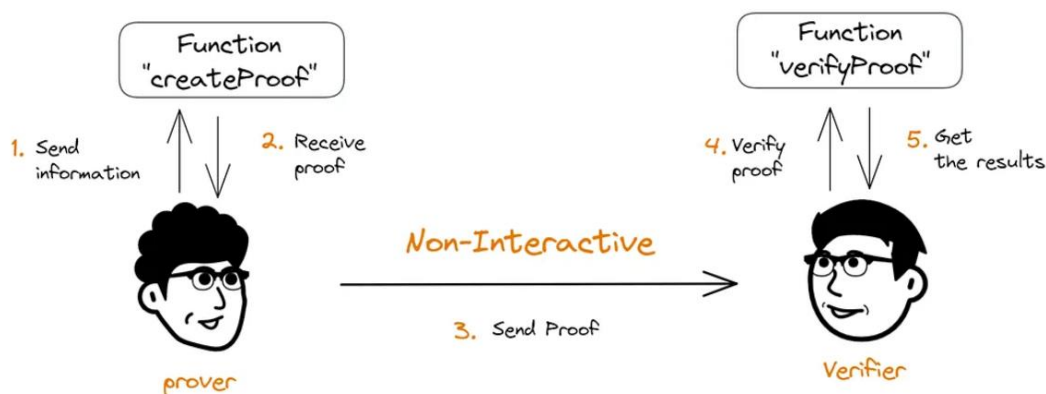 Function
"createProof"
Function
"verifyProof"
1. Send
information
2. Receive
proof
4. Verify
proof
5. Get
the results
Non-Interactive
3. Send Proof
prover
Verifier